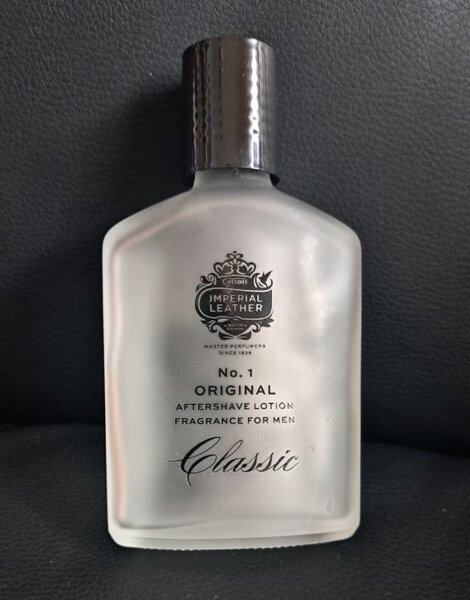 Cussons
IMPERIAL
LEATHER
MASTER PERFUMERS
SINCE 1938
No. 1
ORIGINAL
AFTERSHAVE LOTION
FRAGRANCE FOR MEN
Classic